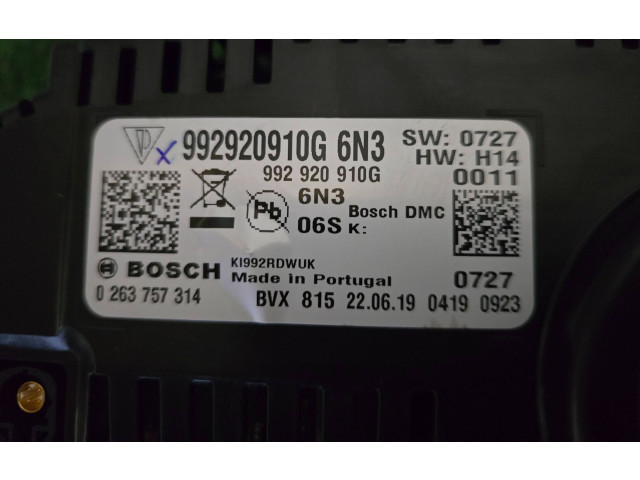 992920910G 6N3 SW: 0727
HW: H14
992 920 910G 0011
6N3
Pb 06S Bosch DMC
K:
BOSCH KI992RDWUK
Made in Portugal 0727
0 263 757 314 BVX 815 22.06.19 0419 0923